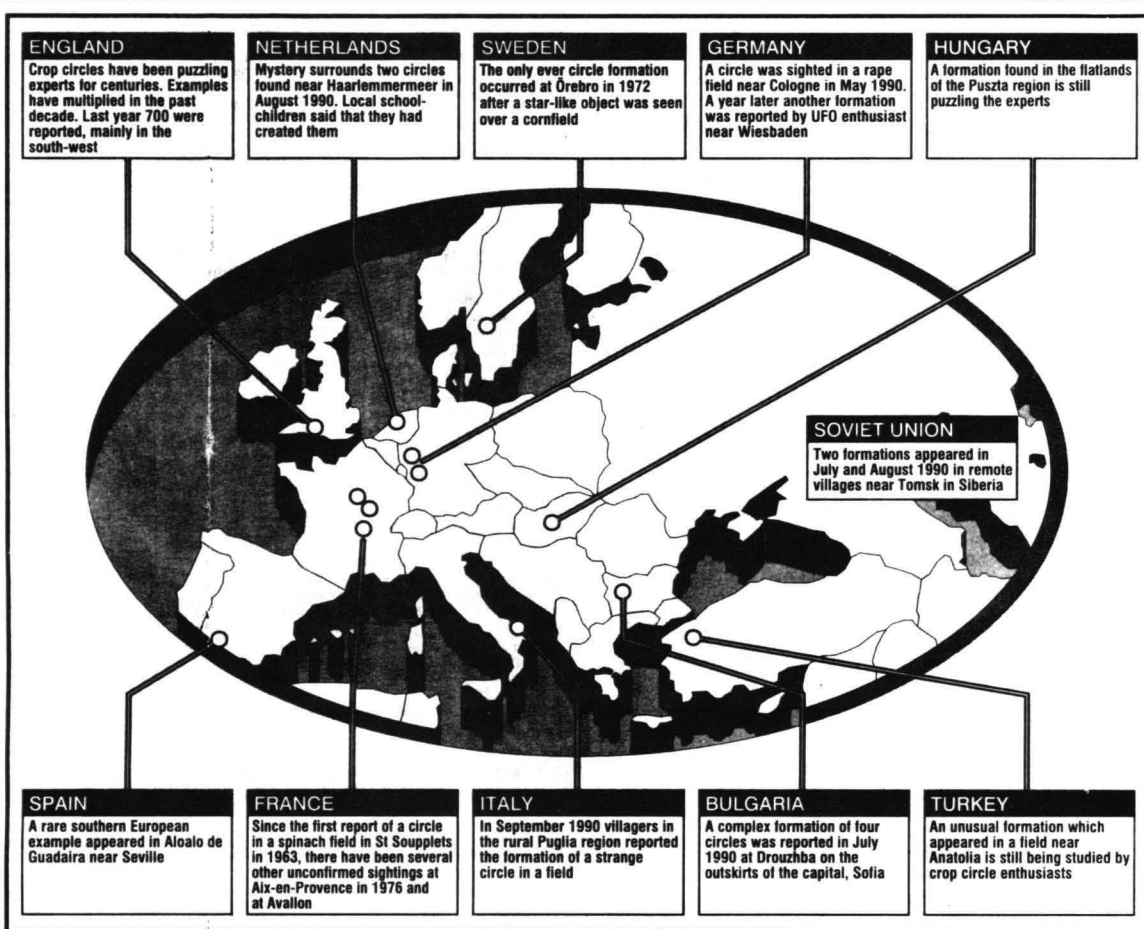 ENGLAND
Crop circles have been puzzling
experts for centuries. Examples
have multiplied in the past
decade. Last year 700 were
reported, mainly in the
south-west
NETHERLANDS
Mystery surrounds two circles
found near Haarlemmermeer in
August 1990. Local school-
children said that they had
created them
SWEDEN
The only ever circle formation
occurred at Örebro in 1972
after a star-like object was seen
over a cornfield
GERMANY
A circle was sighted in a rape
field near Cologne in May 1990.
A year later another formation
was reported by UFO enthusiast
near Wiesbaden
HUNGARY
A formation found in the flatlands
of the Puszta region is still
puzzling the experts
SOVIET UNION
Two formations appeared in
July and August 1990 in remote
villages near Tomsk in Siberia
SPAIN
A rare southern European
example appeared in Aloalo de
Guadaira near Seville
FRANCE
Since the first report of a circle
in a spinach field in St Soupplets
in 1963, there have been several
other unconfirmed sightings at
Aix-en-Provence in 1976 and
at Avallon
ITALY
In September 1990 villagers in
the rural Puglia region reported
the formation of a strange
circle in a field
BULGARIA
A complex formation of four
circles was reported in July
1990 at Drouzhba on the
outskirts of the capital, Sofia
TURKEY
An unusual formation which
appeared in a field near
Anatolia is still being studied by
crop circle enthusiasts